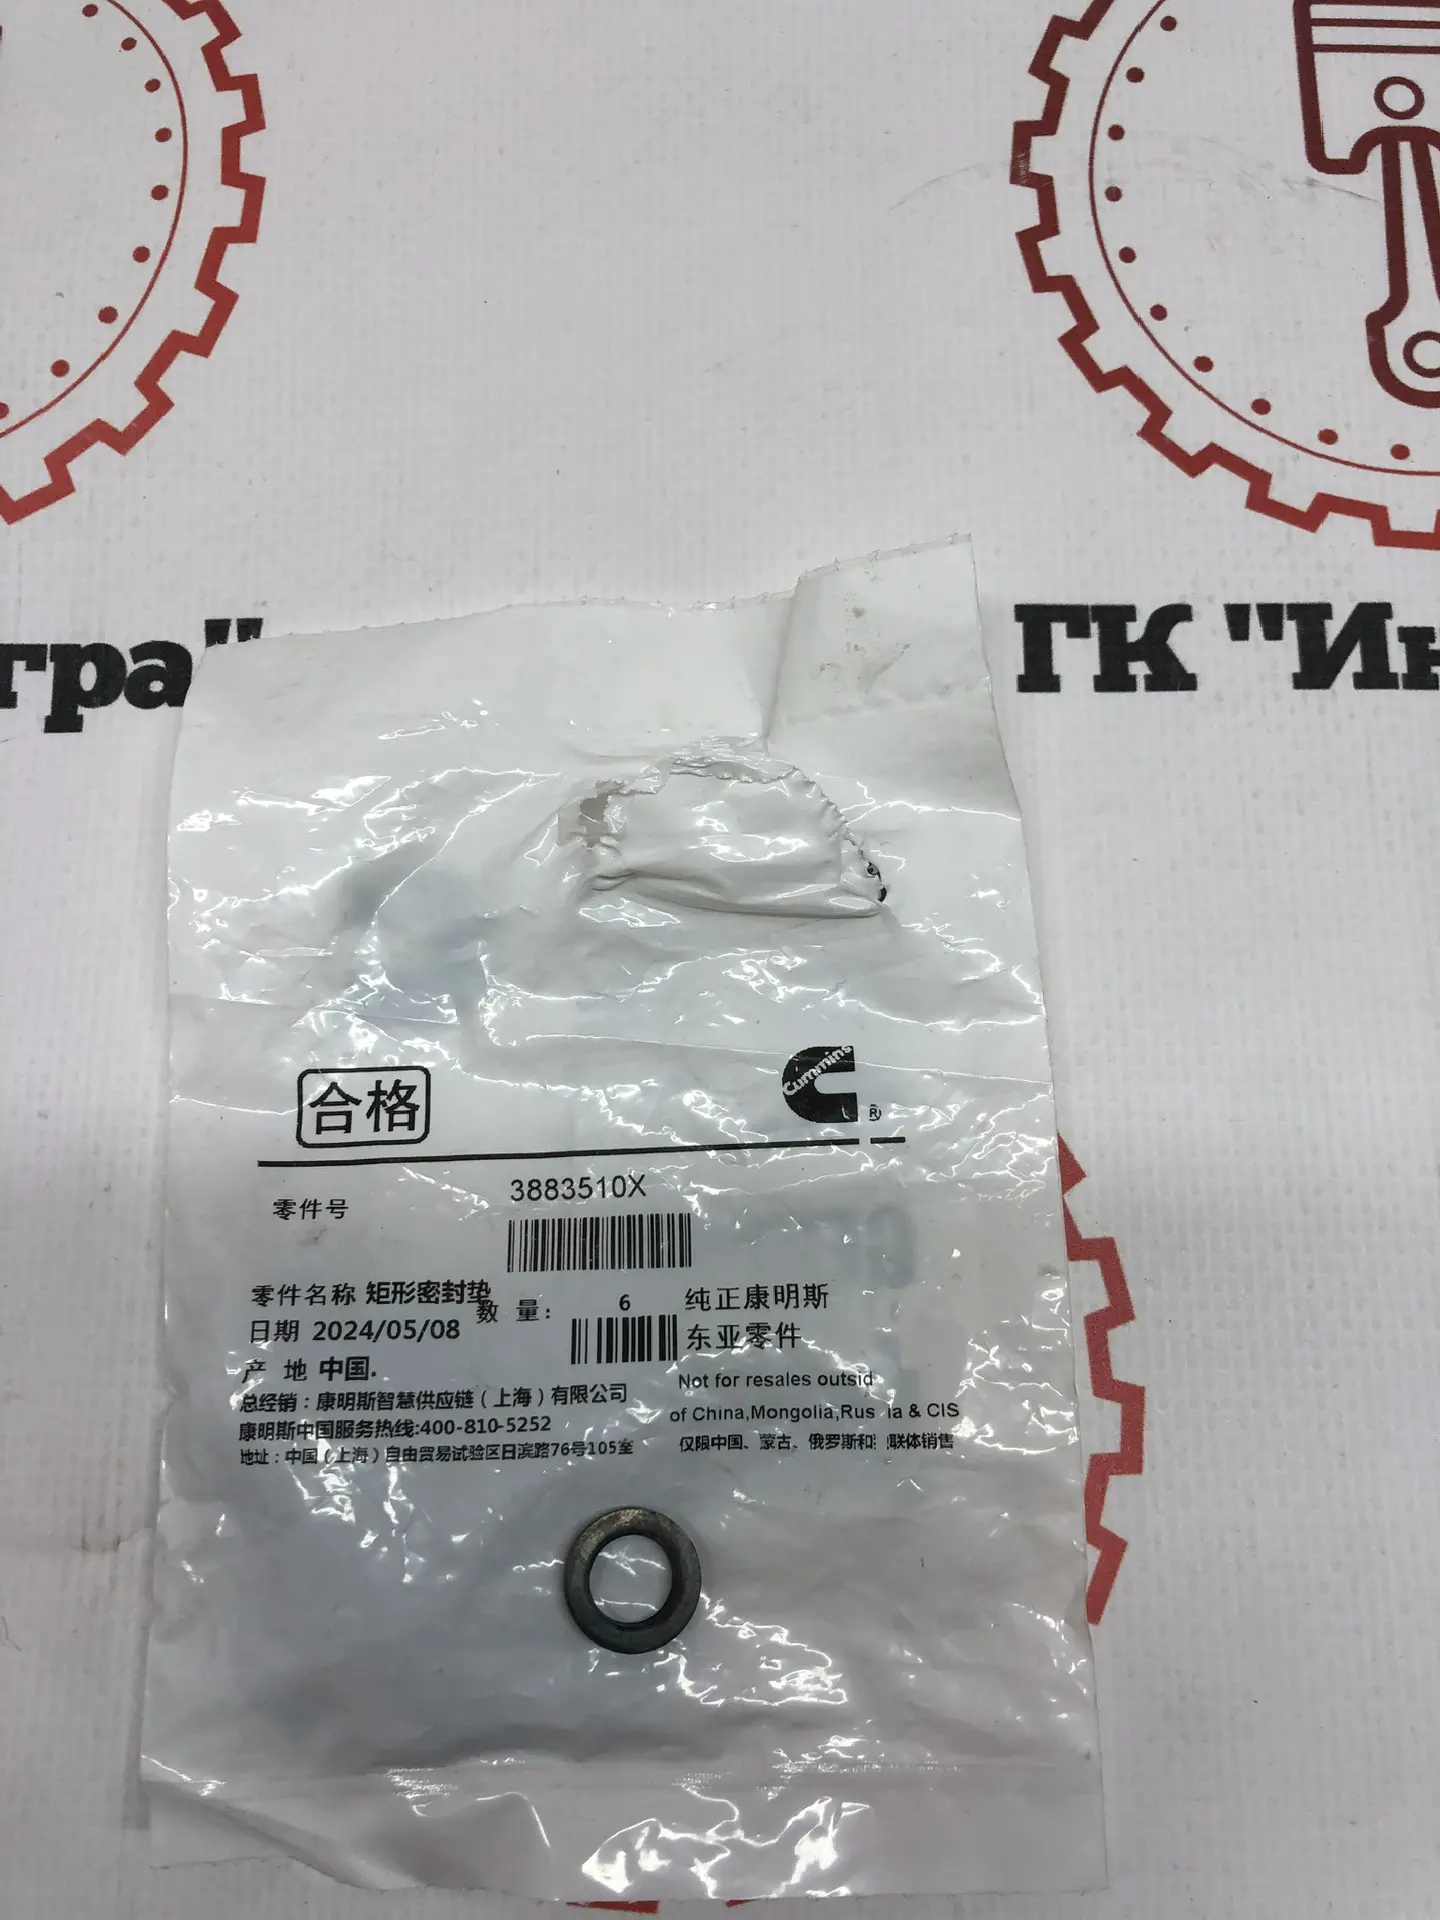 гра"
ГК "Ин
合格
Cummins
®
零件号
3883510X
零件名称 矩形密封垫
数 量: 6
纯正康明斯
日期 2024/05/08
东亚零件
产 地 中国.
Not for resales outsid
总经销：康明斯智慧供应链（上海）有限公司
of China,Mongolia,Rus ia & CIS
康明斯中国服务热线:400-810-5252
仅限中国、蒙古、俄罗斯和 联体销售
地址：中国（上海）自由贸易试验区日滨路76号105室